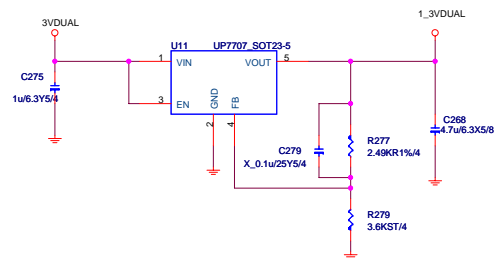 3VDUAL
1_3VDUAL
U11
UP7707_SOT23-5
1
VIN
VOUT
5
C275
1u/6.3Y5/4
3
EN
GND
FB
2
4
C279
X_0.1u/25Y5/4
R277
2.49KR1%/4
C268
4.7u/6.3X5/8
R279
3.6KST/4